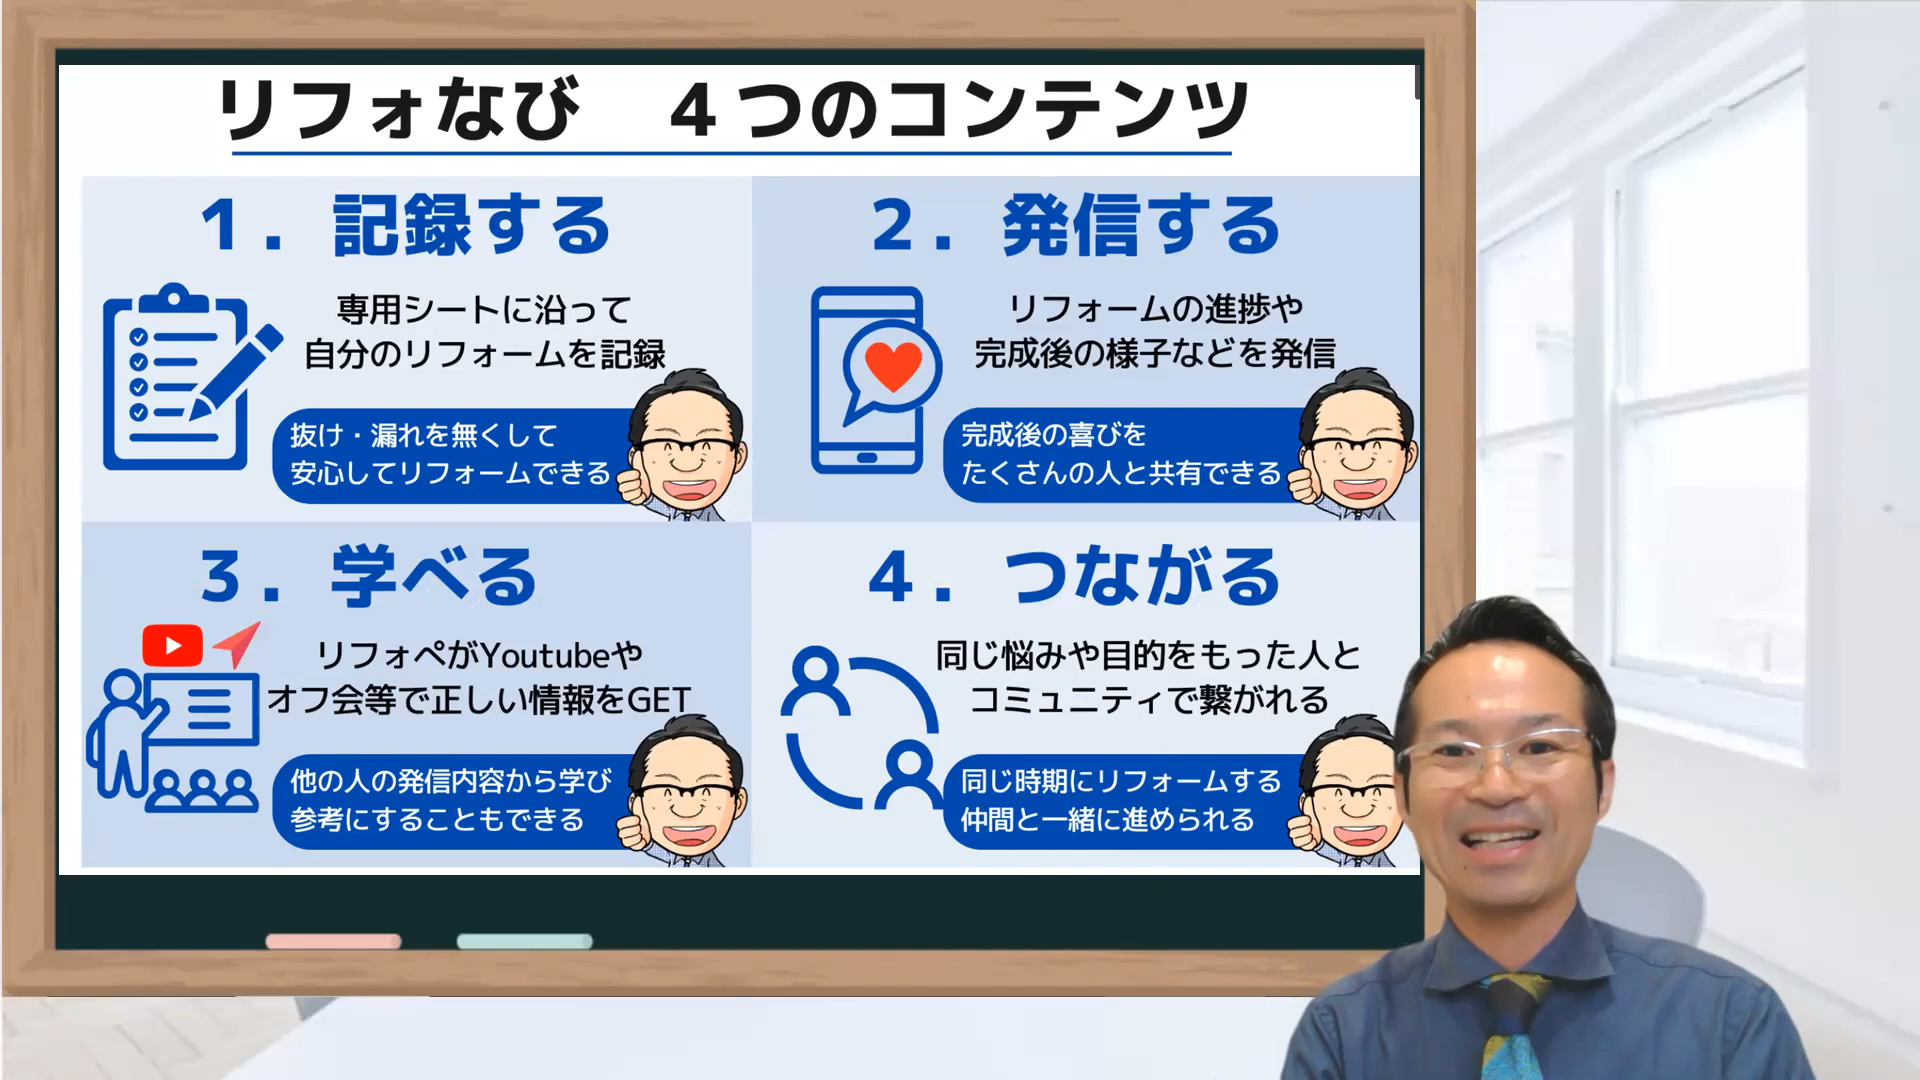 リフォなび　４つのコンテンツ
１．記録する
専用シートに沿って
自分のリフォームを記録
抜け・漏れを無くして
安心してリフォームできる
２．発信する
リフォームの進捗や
完成後の様子などを発信
完成後の喜びを
たくさんの人と共有できる
３．学べる
リフォペがYoutubeや
オフ会等で正しい情報をGET
他の人の発信内容から学び
参考にすることもできる
４．つながる
同じ悩みや目的をもった人と
コミュニティで繋がれる
同じ時期にリフォームする
仲間と一緒に進められる